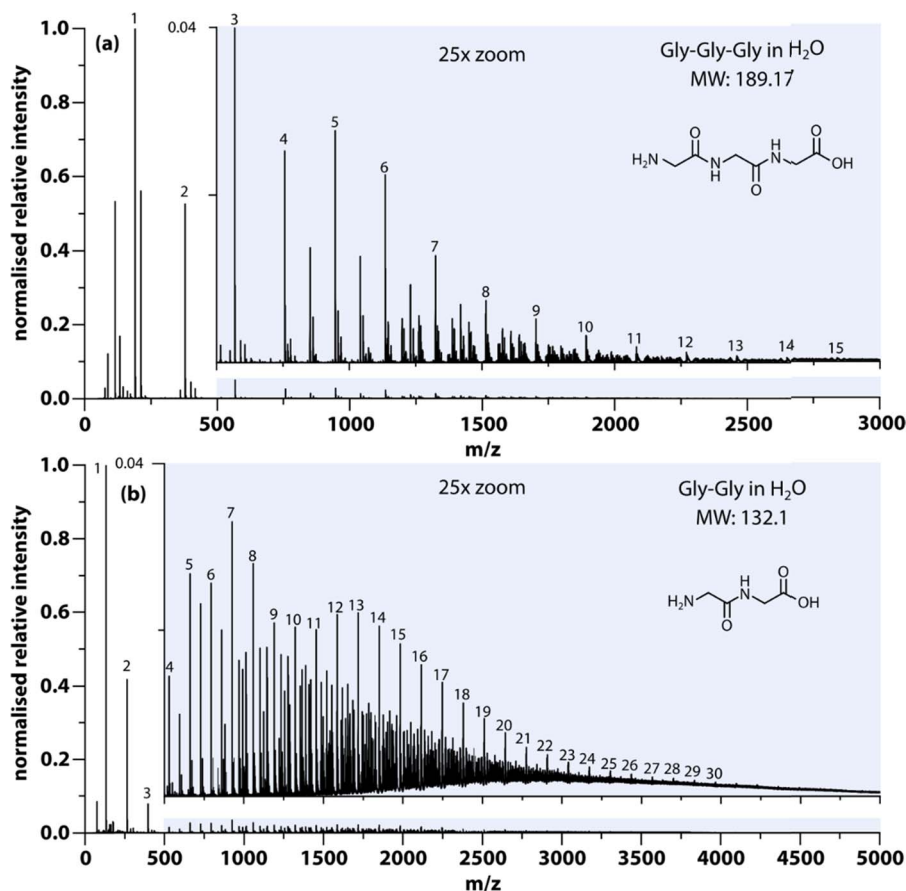 (a)
1
0.04
3
25x zoom
Gly-Gly-Gly in H2O
MW: 189.17
1.0
0.8
0.6
0.4
0.2
0.0
normalised relative intensity
2
4
5
6
7
8
9
10
11
12
13
14
15
H2N
O
N
H
O
H
N
O
OH
0
500
1000
1500
2000
2500
3000
m/z
(b)
1
0.04
25x zoom
Gly-Gly in H2O
MW: 132.1
1.0
0.8
0.6
0.4
0.2
0.0
normalised relative intensity
2
3
4
5
6
7
8
9
10
11
12
13
14
15
16
17
18
19
20
21
22
23
24
25
26
27
28
29
30
H2N
O
H
N
O
OH
0
500
1000
1500
2000
2500
3000
3500
4000
4500
5000
m/z